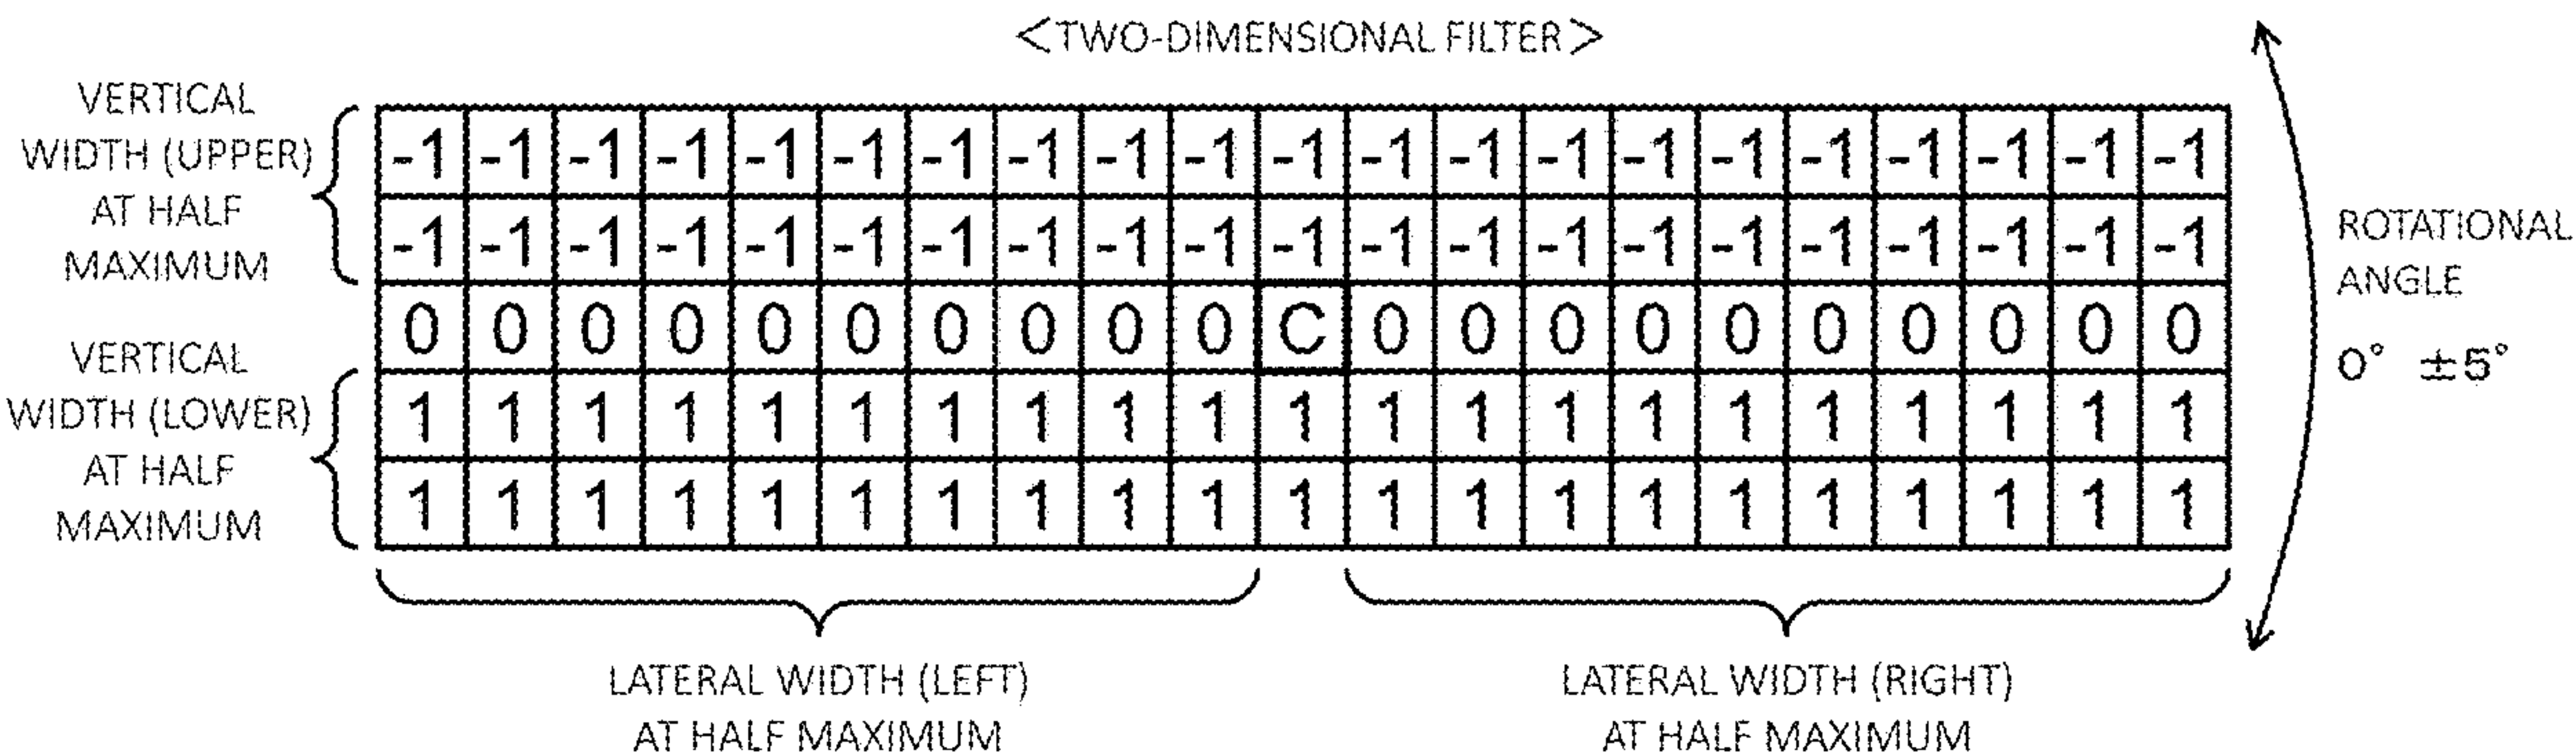 <TWO-DIMENSIONAL FILTER>
VERTICAL
WIDTH (UPPER)
AT HALF
MAXIMUM
-1 -1 -1 -1 -1 -1 -1 -1 -1 -1 -1 -1 -1 -1 -1 -1 -1 -1 -1 -1 -1
-1 -1 -1 -1 -1 -1 -1 -1 -1 -1 -1 -1 -1 -1 -1 -1 -1 -1 -1 -1 -1
0 0 0 0 0 0 0 0 0 0 C 0 0 0 0 0 0 0 0 0 0
VERTICAL
WIDTH (LOWER)
AT HALF
MAXIMUM
1 1 1 1 1 1 1 1 1 1 1 1 1 1 1 1 1 1 1 1 1
1 1 1 1 1 1 1 1 1 1 1 1 1 1 1 1 1 1 1 1 1
ROTATIONAL
ANGLE
0° ±5°
LATERAL WIDTH (LEFT)
AT HALF MAXIMUM
LATERAL WIDTH (RIGHT)
AT HALF MAXIMUM